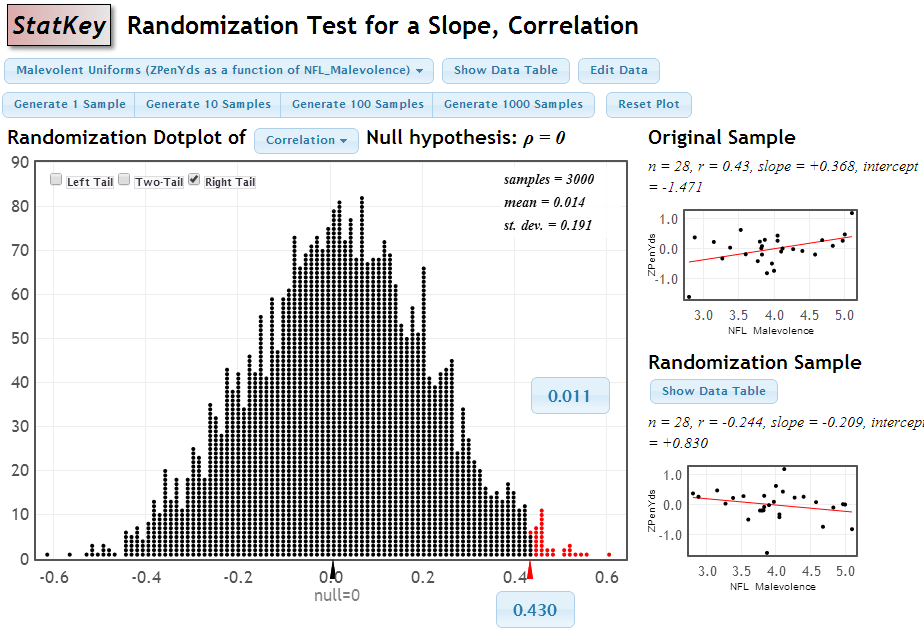 StatKey Randomization Test for a Slope, Correlation
Malevolent Uniforms (ZPenYds as a function of NFL_Malevolence) Show Data Table Edit Data
Generate 1 Sample Generate 10 Samples Generate 100 Samples Generate 1000 Samples Reset Plot
Randomization Dotplot of Correlation Null hypothesis: ρ = 0
Left Tail Two-Tail Right Tail
samples = 3000
mean = 0.014
st. dev. = 0.191
90
80
70
60
50
40
30
20
10
0
0.011
-0.6 -0.4 -0.2 0.0 0.2 0.4 0.6
null=0
0.430
Original Sample
n = 28, r = 0.43, slope = +0.368, intercept
= -1.471
ZPenYds
1.0
0.0
-1.0
3.0 3.5 4.0 4.5 5.0
NFL_Malevolence
Randomization Sample
Show Data Table
n = 28, r = -0.244, slope = -0.209, intercept
= +0.830
ZPenYds
1.0
0.0
-1.0
3.0 3.5 4.0 4.5 5.0
NFL_Malevolence